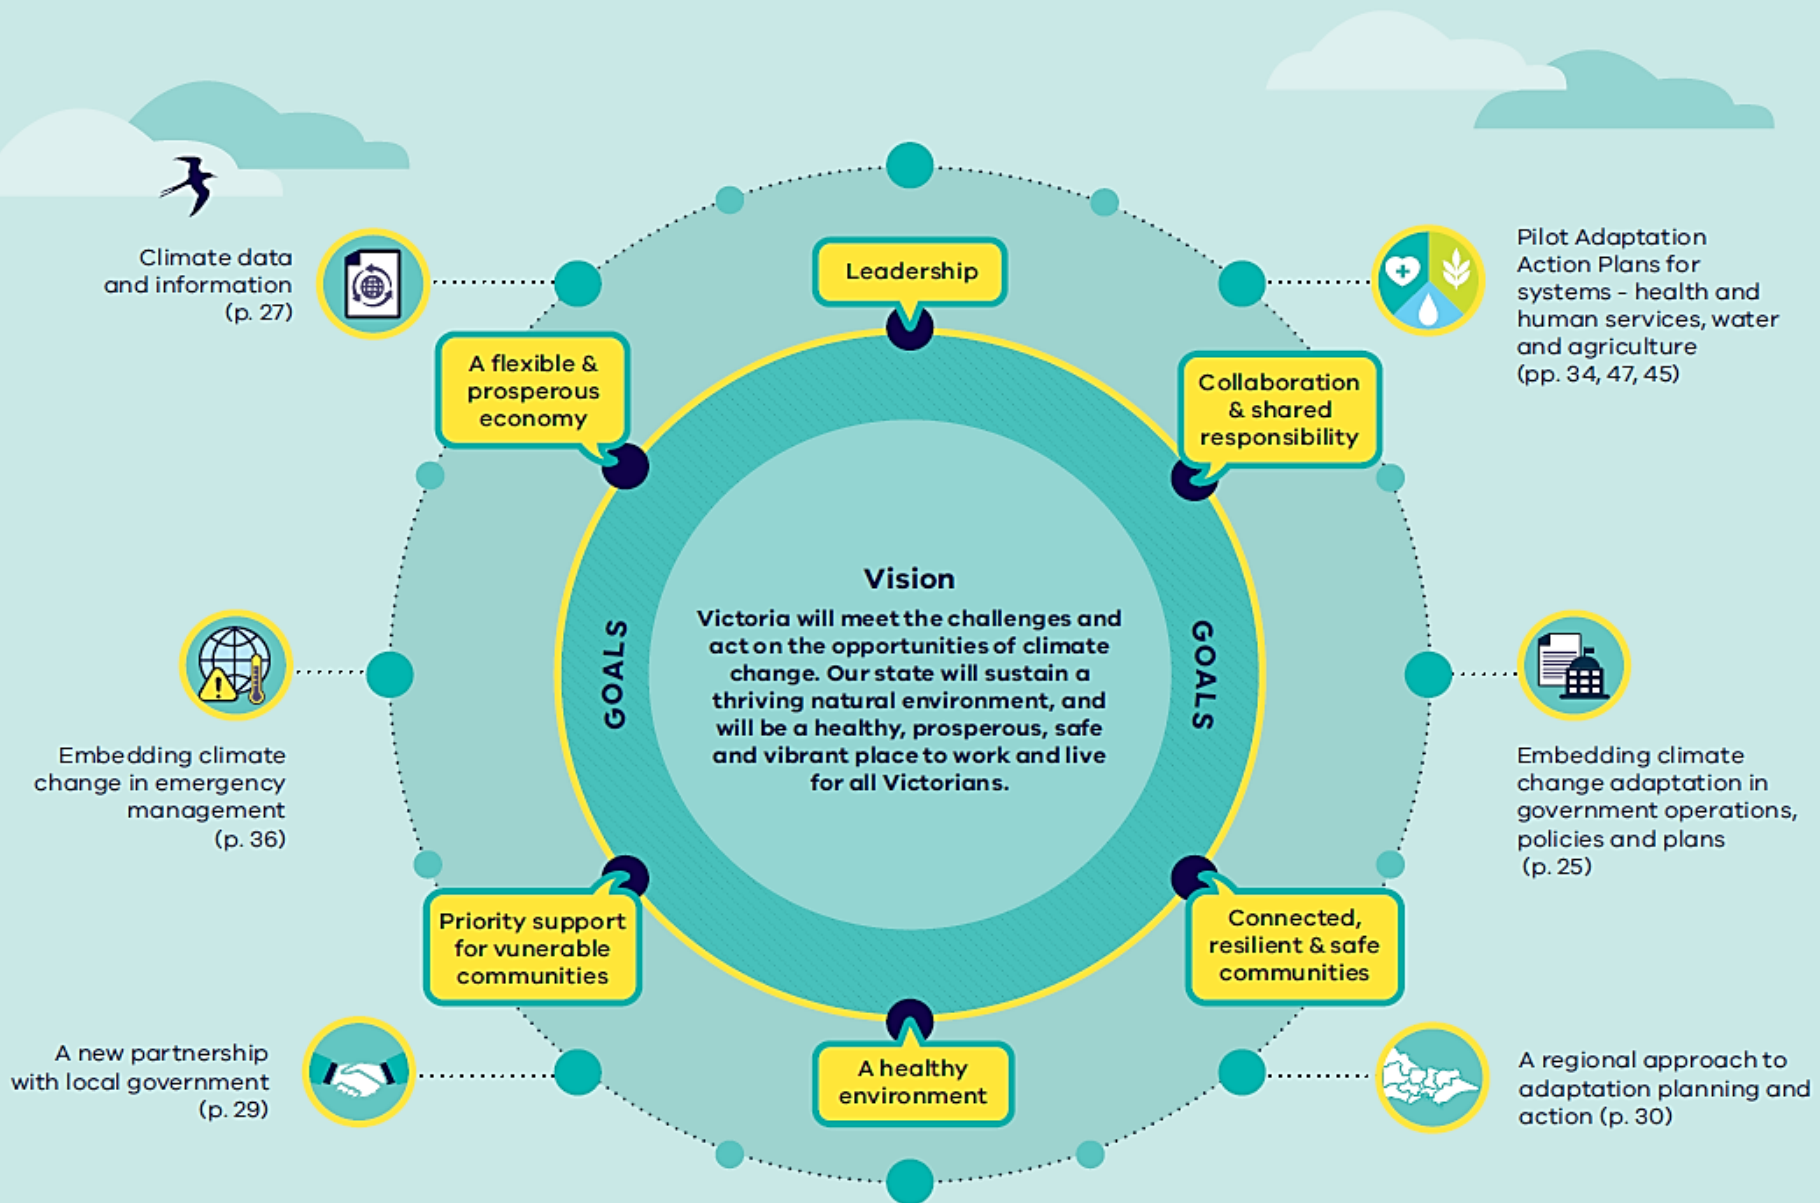 Climate data
and information
(p. 27)
Leadership
Pilot Adaptation
Action Plans for
systems - health and
human services, water
and agriculture
(pp. 34, 47, 45)
A flexible &
prosperous
economy
Collaboration
& shared
responsibility
GOALS
Vision
Victoria will meet the challenges and
act on the opportunities of climate
change. Our state will sustain a
thriving natural environment, and
will be a healthy, prosperous, safe
and vibrant place to work and live
for all Victorians.
GOALS
Embedding climate
change in emergency
management
(p. 36)
Embedding climate
change adaptation in
government operations,
policies and plans
(p. 25)
Priority support
for vunerable
communities
Connected,
resilient & safe
communities
A new partnership
with local government
(p. 29)
A healthy
environment
A regional approach to
adaptation planning and
action (p. 30)